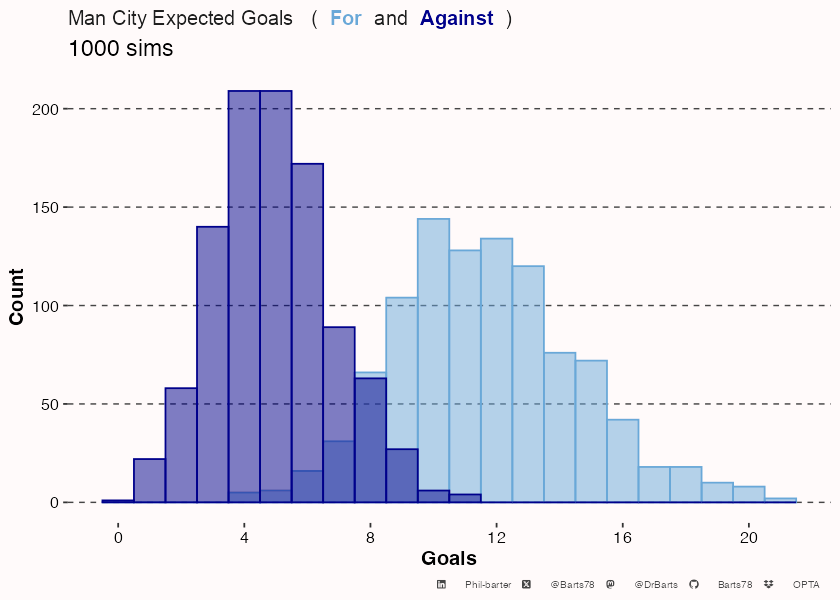 Man City Expected Goals ( For and Against )
1000 sims
200
150
100
50
0
Count
0 4 8 12 16 20
Goals
Phil-barter @Barts78 @DrBarts Barts78 OPTA